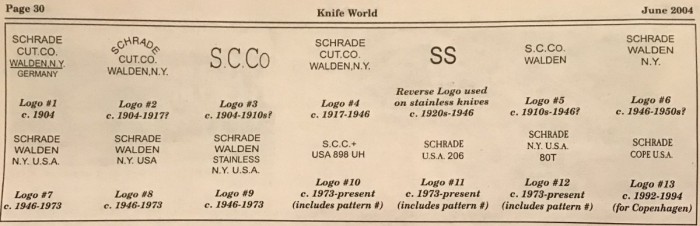 Page 30
Knife World
June 2004
SCHRADE
CUT.CO.
WALDEN,N.Y.
GERMANY
Logo #1
c. 1904
SCHRADE
CUT.CO.
WALDEN,N.Y.
Logo #2
c. 1904-1917?
S.C.Co
Logo #3
c. 1904-1910s?
SCHRADE
CUT.CO.
WALDEN,N.Y.
Logo #4
c. 1917-1946
SS
Reverse Logo used
on stainless knives
c. 1920s-1946
S.C.CO.
WALDEN
Logo #5
c. 1910s-1946?
SCHRADE
WALDEN
N.Y.
Logo #6
c. 1946-1950s?
SCHRADE
WALDEN
N.Y. U.S.A.
Logo #7
c. 1946-1973
SCHRADE
WALDEN
N.Y. USA
Logo #8
c. 1946-1973
SCHRADE
WALDEN
STAINLESS
N.Y. U.S.A.
Logo #9
c. 1946-1973
S.C.C.+
USA 898 UH
Logo #10
c. 1973-present
(includes pattern #)
SCHRADE
U.S.A. 206
Logo #11
c. 1973-present
(includes pattern #)
SCHRADE
N.Y. U.S.A.
80T
Logo #12
c. 1973-present
(includes pattern #)
SCHRADE
COPE U.S.A.
Logo #13
c. 1992-1994
(for Copenhagen)